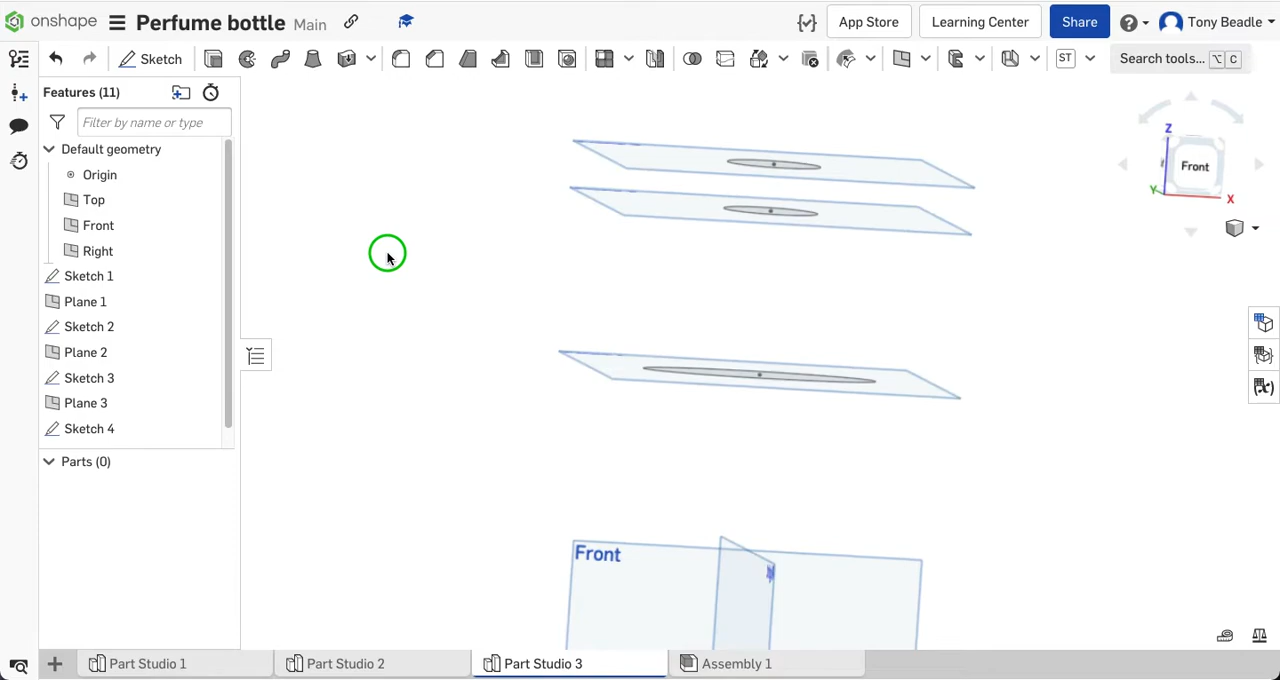 onshape Perfume bottle Main App Store Learning Center Share Tony Beadle
Sketch ST Search tools... ⌥ C
Features (11)
Filter by name or type
Default geometry
Origin
Top
Front
Right
Sketch 1
Plane 1
Sketch 2
Plane 2
Sketch 3
Plane 3
Sketch 4
Parts (0)
Front
Z
Front
Y
X
Part Studio 1 Part Studio 2 Part Studio 3 Assembly 1